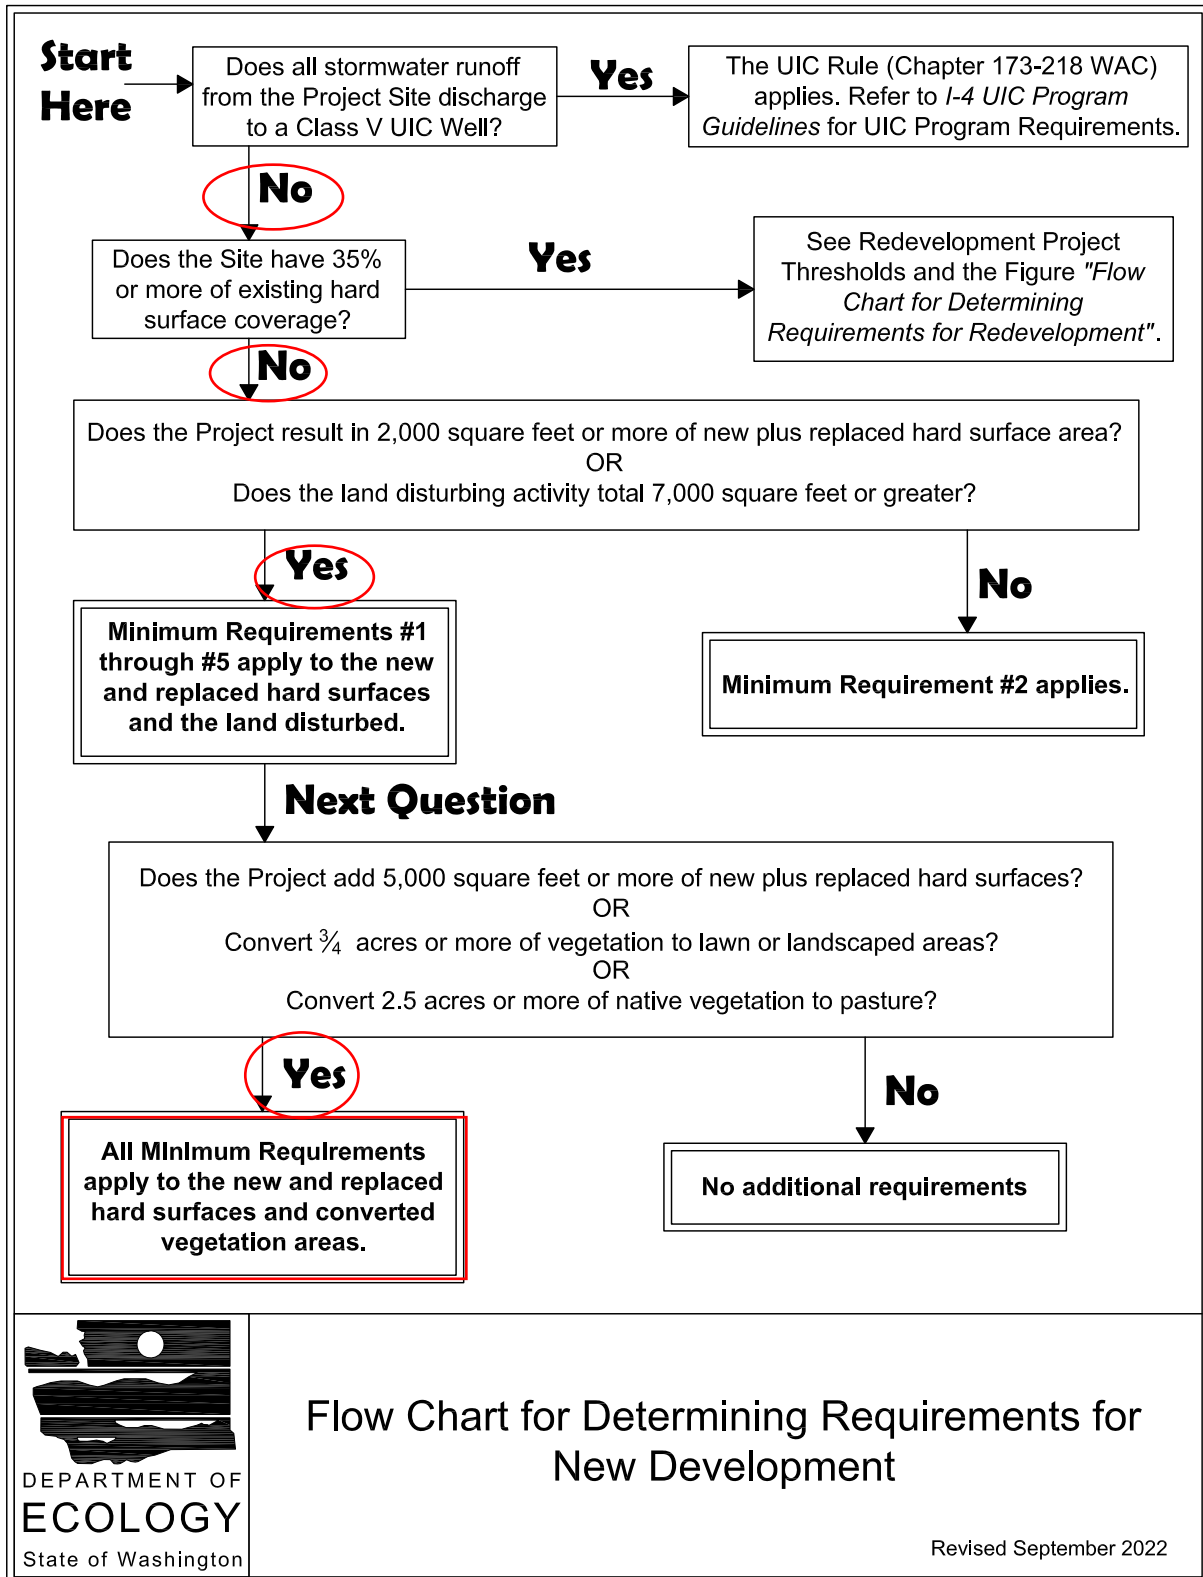 Start
Here
Does all stormwater runoff
from the Project Site discharge
to a Class V UIC Well?
Yes
The UIC Rule (Chapter 173-218 WAC)
applies. Refer to I-4 UIC Program
Guidelines for UIC Program Requirements.
No
Does the Site have 35%
or more of existing hard
surface coverage?
Yes
See Redevelopment Project
Thresholds and the Figure "Flow
Chart for Determining
Requirements for Redevelopment".
No
Does the Project result in 2,000 square feet or more of new plus replaced hard surface area?
OR
Does the land disturbing activity total 7,000 square feet or greater?
Yes
No
Minimum Requirements #1
through #5 apply to the new
and replaced hard surfaces
and the land disturbed.
Minimum Requirement #2 applies.
Next Question
Does the Project add 5,000 square feet or more of new plus replaced hard surfaces?
OR
Convert ¾ acres or more of vegetation to lawn or landscaped areas?
OR
Convert 2.5 acres or more of native vegetation to pasture?
Yes
No
All Minimum Requirements
apply to the new and replaced
hard surfaces and converted
vegetation areas.
No additional requirements
DEPARTMENT OF
ECOLOGY
State of Washington
Flow Chart for Determining Requirements for
New Development
Revised September 2022